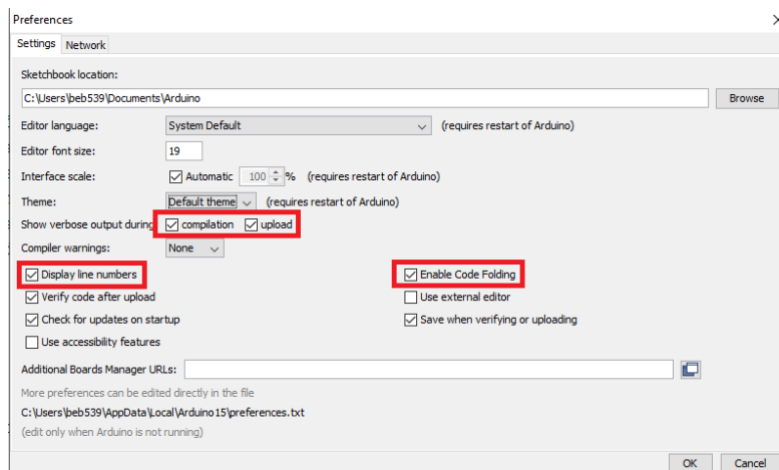 Preferences
Settings Network
Sketchbook location:
C:\Users\beb539\Documents\Arduino Browse
Editor language: System Default (requires restart of Arduino)
Editor font size: 19
Interface scale: Automatic 100 % (requires restart of Arduino)
Theme: Default theme (requires restart of Arduino)
Show verbose output during: compilation upload
Compiler warnings: None
Display line numbers Enable Code Folding
Verify code after upload Use external editor
Check for updates on startup Save when verifying or uploading
Use accessibility features
Additional Boards Manager URLs:
More preferences can be edited directly in the file
C:\Users\beb539\AppData\Local\Arduino15\preferences.txt
(edit only when Arduino is not running)
OK Cancel